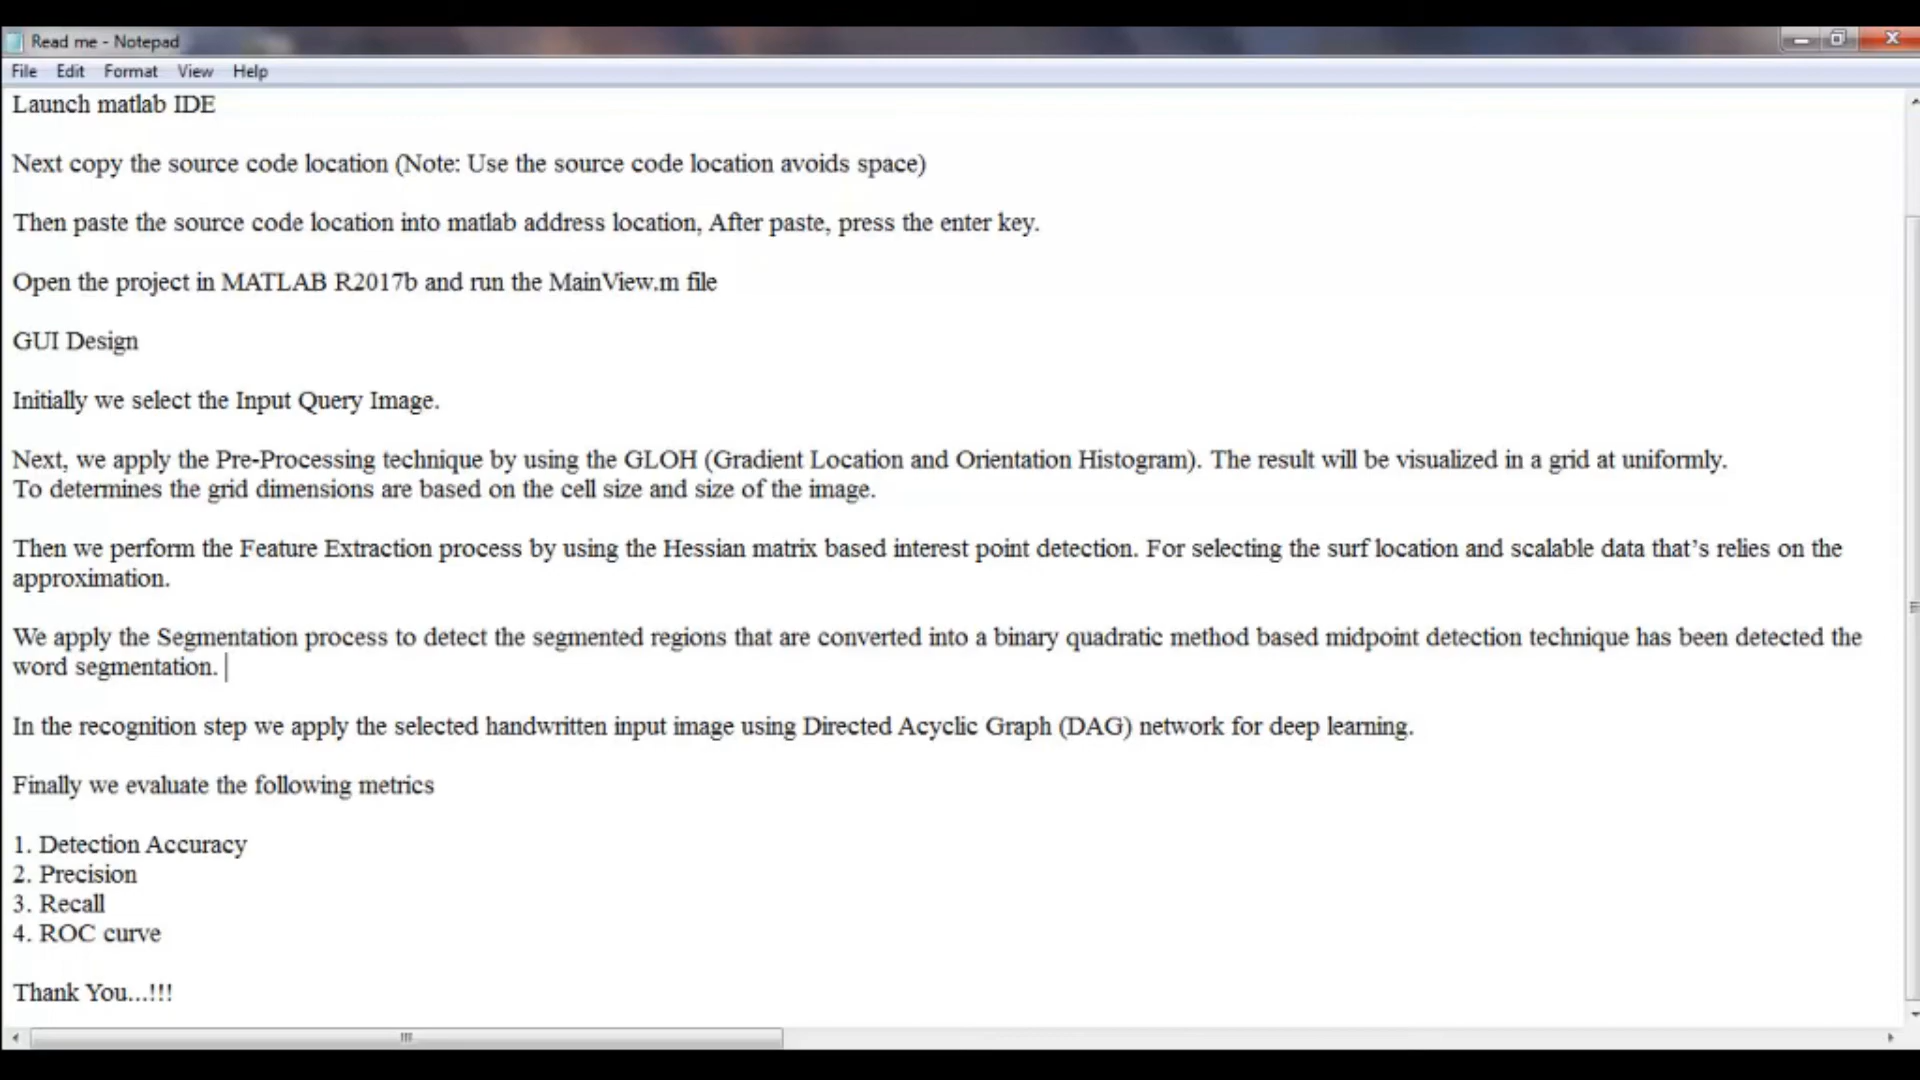 Read me - Notepad
File Edit Format View Help
Launch matlab IDE
Next copy the source code location (Note: Use the source code location avoids space)
Then paste the source code location into matlab address location, After paste, press the enter key.
Open the project in MATLAB R2017b and run the MainView.m file
GUI Design
Initially we select the Input Query Image.
Next, we apply the Pre-Processing technique by using the GLOH (Gradient Location and Orientation Histogram). The result will be visualized in a grid at uniformly.
To determines the grid dimensions are based on the cell size and size of the image.
Then we perform the Feature Extraction process by using the Hessian matrix based interest point detection. For selecting the surf location and scalable data that’s relies on the
approximation.
We apply the Segmentation process to detect the segmented regions that are converted into a binary quadratic method based midpoint detection technique has been detected the
word segmentation.
In the recognition step we apply the selected handwritten input image using Directed Acyclic Graph (DAG) network for deep learning.
Finally we evaluate the following metrics
1. Detection Accuracy
2. Precision
3. Recall
4. ROC curve
Thank You...!!!